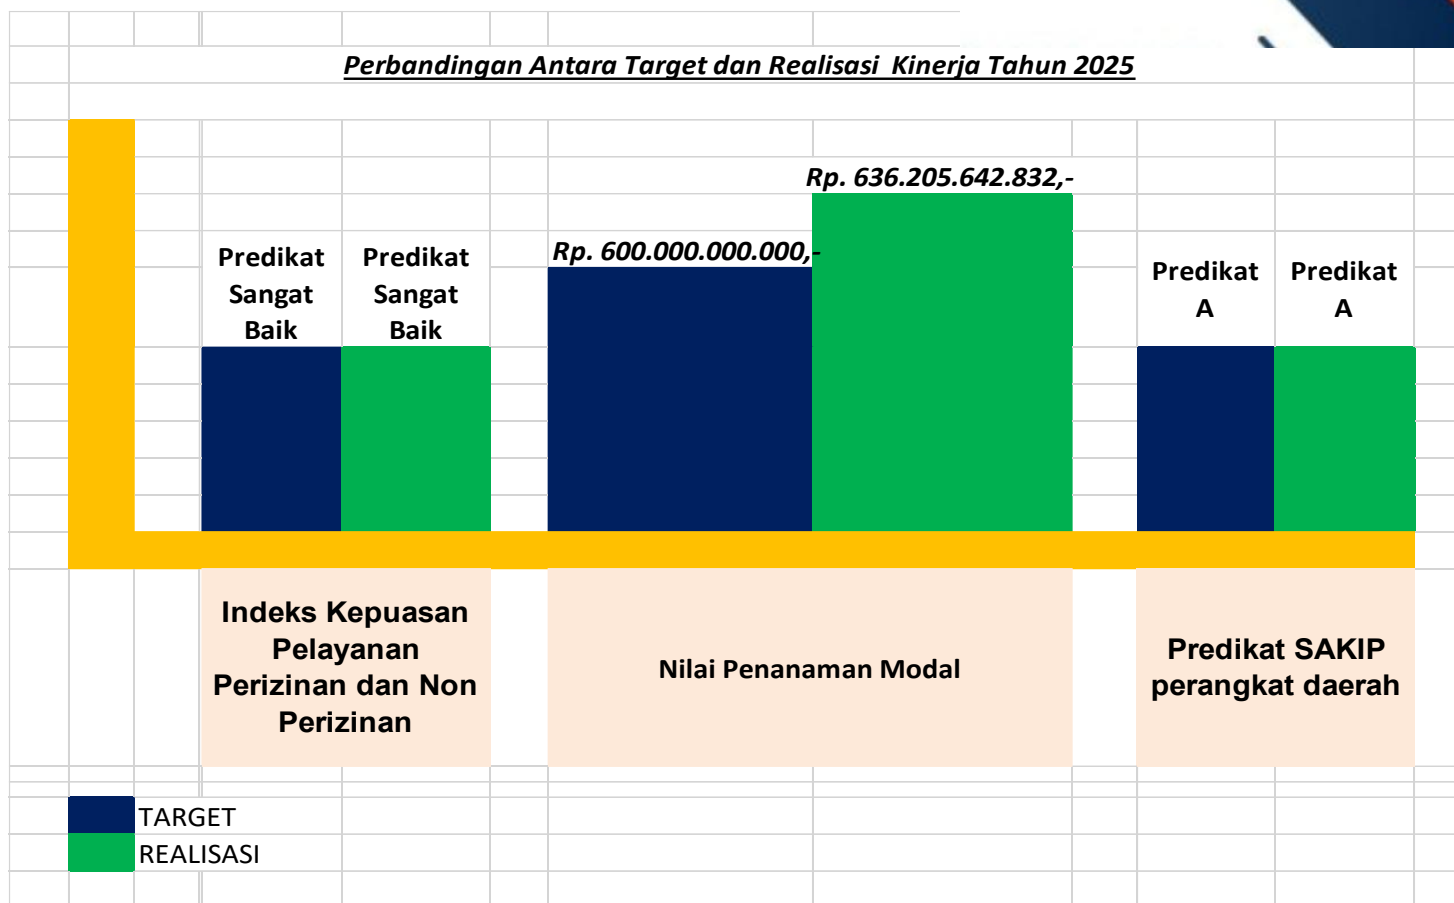 Perbandingan Antara Target dan Realisasi Kinerja Tahun 2025
Rp. 636.205.642.832,-
Rp. 600.000.000.000,-
Predikat
Sangat
Baik
Predikat
Sangat
Baik
Predikat
A
Predikat
A
Indeks Kepuasan
Pelayanan
Perizinan dan Non
Perizinan
Nilai Penanaman Modal
Predikat SAKIP
perangkat daerah
TARGET
REALISASI